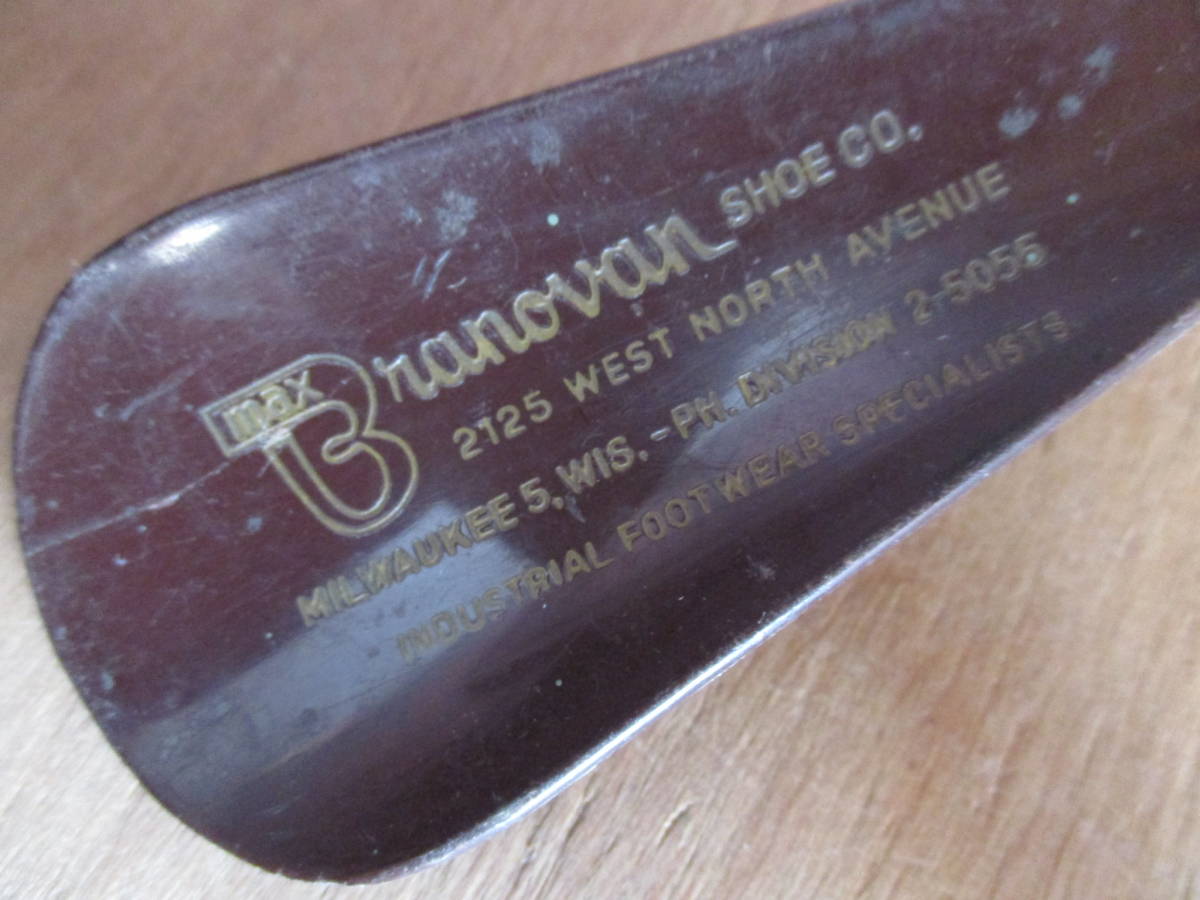 max Branovan SHOE CO.
2125 WEST NORTH AVENUE
MILWAUKEE 5, WIS. - PH. DIVISION 2-5055
INDUSTRIAL FOOTWEAR SPECIALISTS